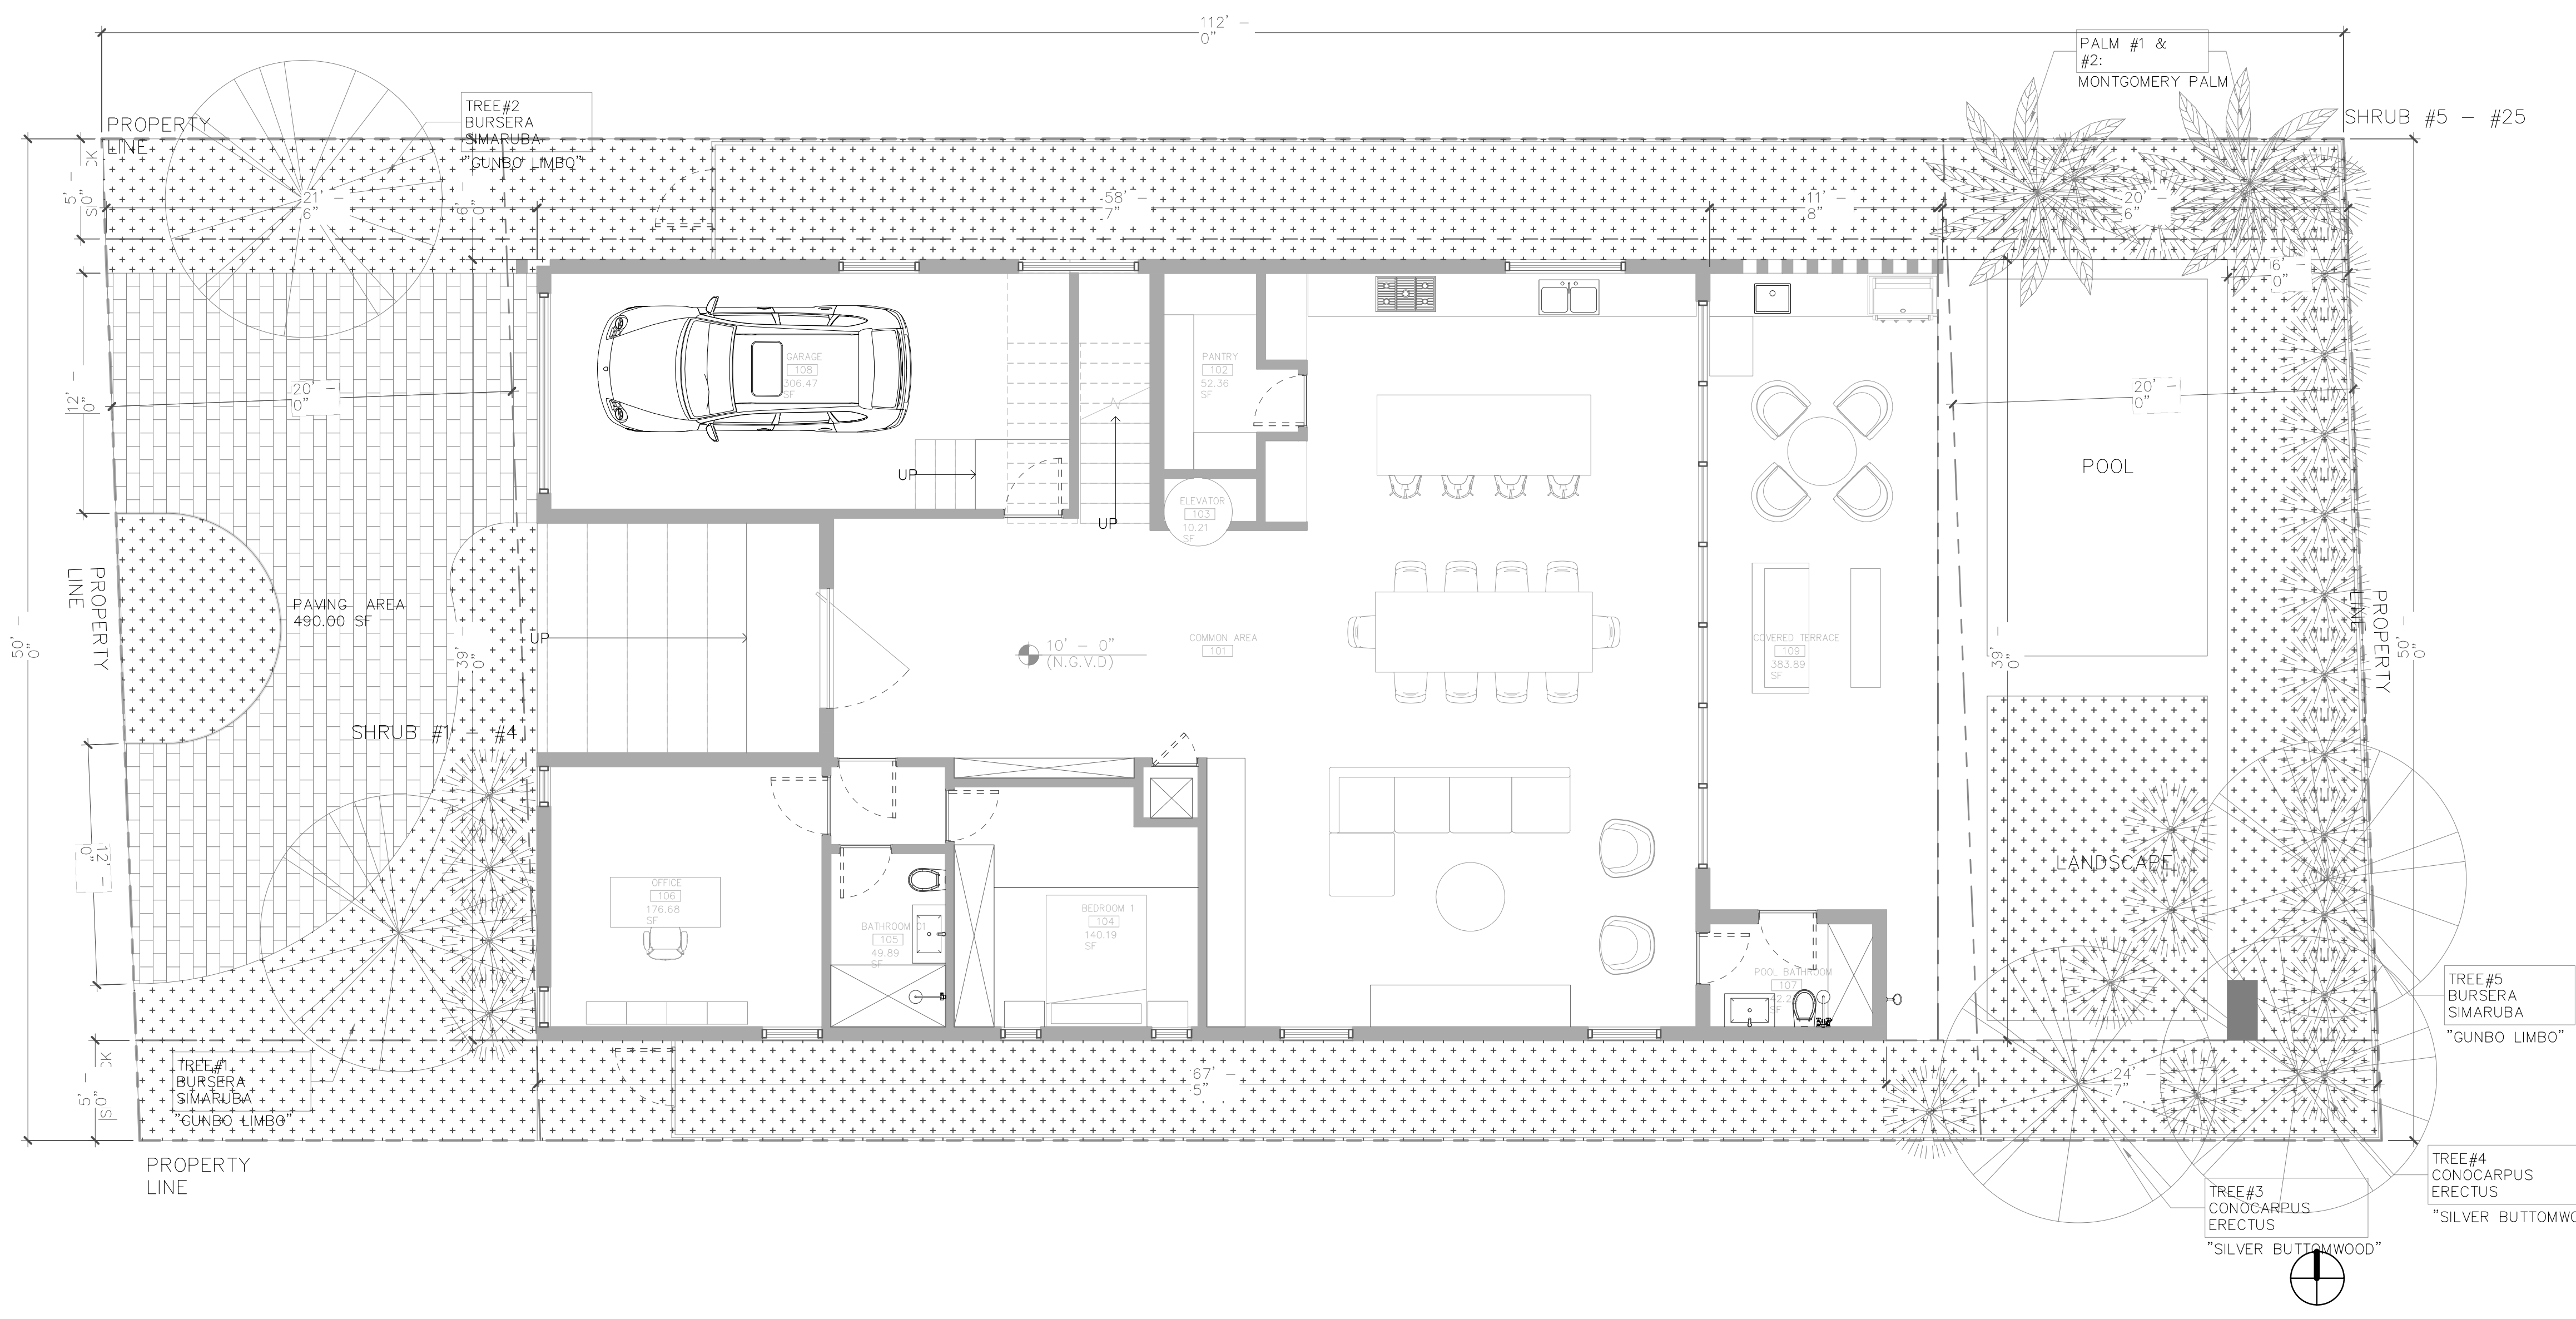 112' –
0"
PALM #1 &
#2:
MONTGOMERY PALM
TREE#2
BURSERA
SIMARUBA
"GUNBO LIMBO"
PROPERTY
LINE
SHRUB #5 – #25
5' –
0"
21' –
6"
6' –
0"
58' –
7"
11' –
8"
20' –
6"
6' –
0"
GARAGE
108
306.47
SF
PANTRY
102
52.36
SF
12' –
0"
20' –
0"
20' –
0"
POOL
UP
UP
ELEVATOR
103
10.21
SF
PROPERTY
LINE
PAVING AREA
490.00 SF
UP
50' –
0"
39' –
0"
10' – 0"
(N.G.V.D)
COMMON AREA
101
COVERED TERRACE
109
383.89
SF
39' –
0"
PROPERTY
LINE
50' –
0"
SHRUB #1 – #4
12' –
0"
OFFICE
106
176.68
SF
BATHROOM 01
105
49.89
SF
BEDROOM 1
104
140.19
SF
LANDSCAPE
POOL BATHROOM
107
SF
TREE#5
BURSERA
SIMARUBA
"GUNBO LIMBO"
TREE#1
BURSERA
SIMARUBA
"GUNBO LIMBO"
5' –
0"
67' –
5"
24' –
7"
PROPERTY
LINE
TREE#4
CONOCARPUS
ERECTUS
"SILVER BUTTOMWO
TREE#3
CONOCARPUS
ERECTUS
"SILVER BUTTOMWOOD"